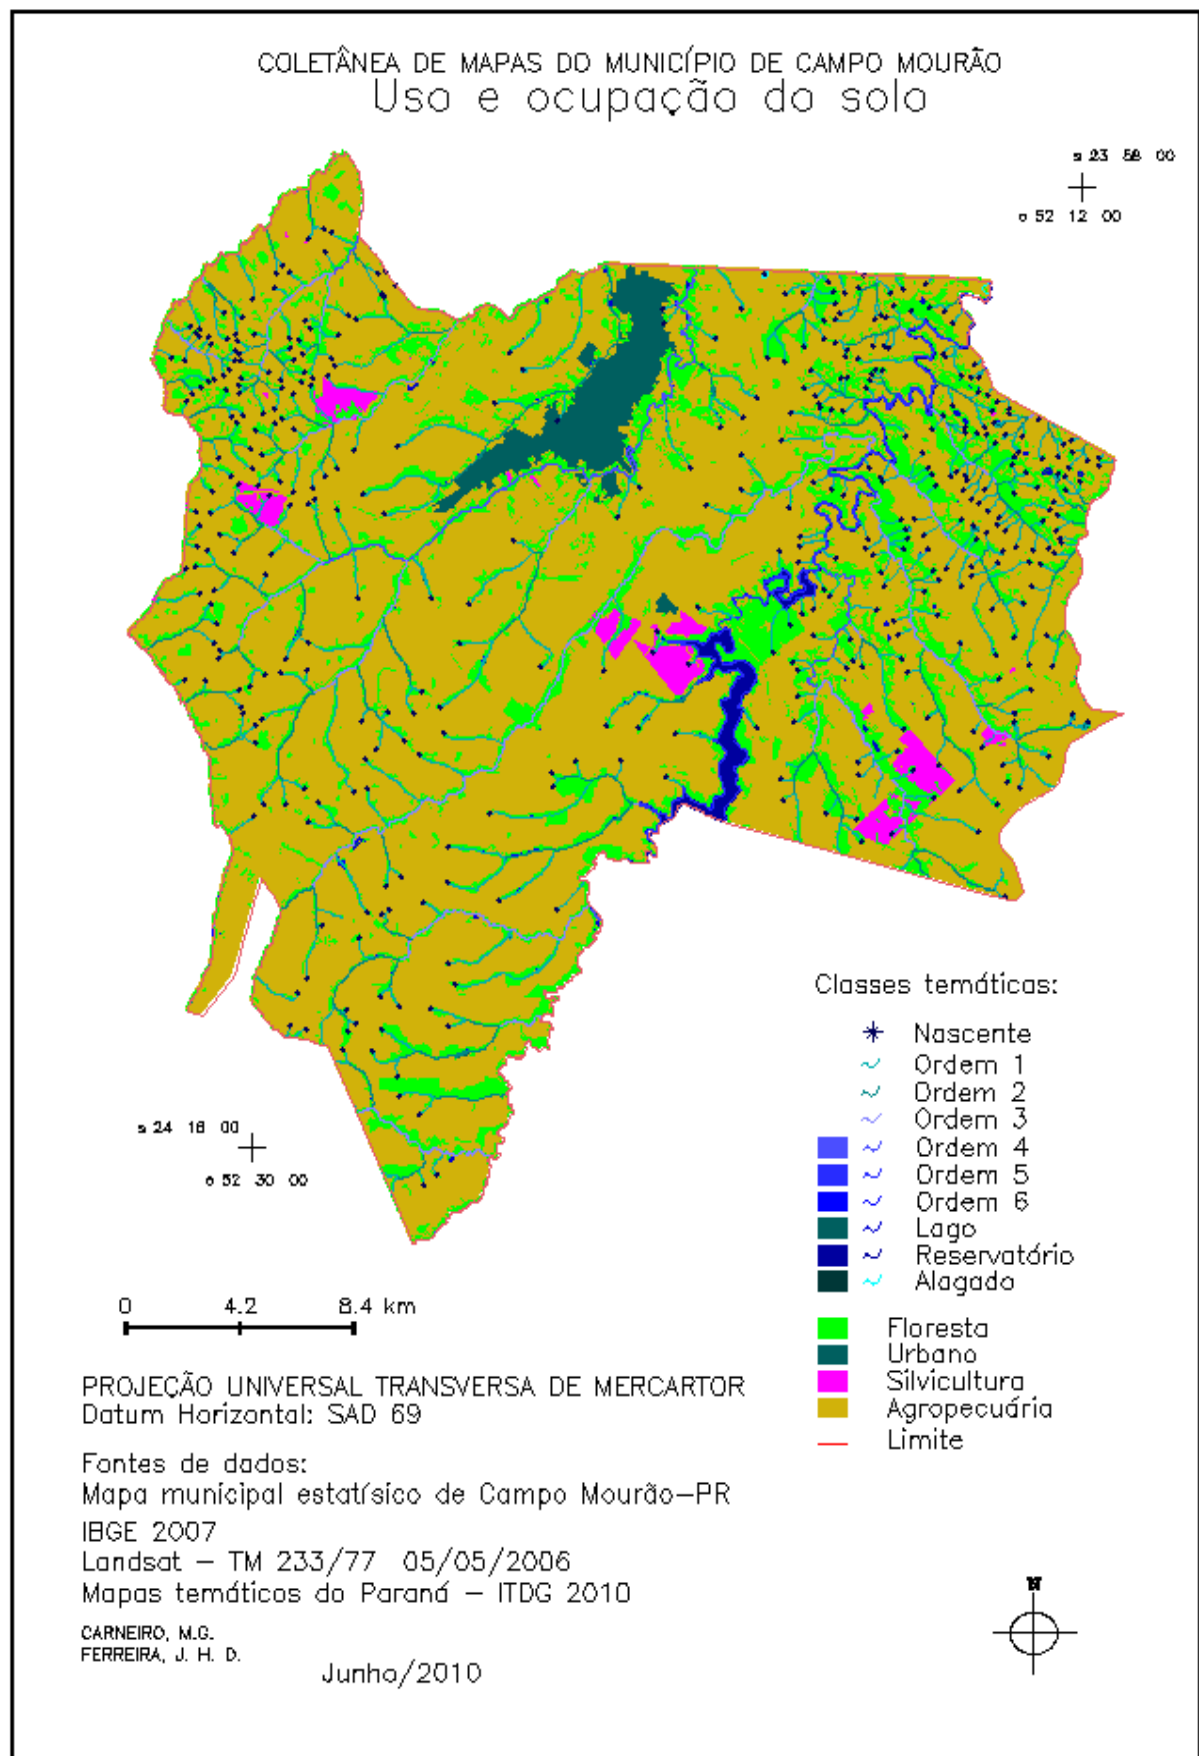 COLETÂNEA DE MAPAS DO MUNICÍPIO DE CAMPO MOURÃO
Uso e ocupação do solo
s 23 58 00
o 52 12 00
Classes temáticas:
Nascente
Ordem 1
Ordem 2
Ordem 3
Ordem 4
Ordem 5
Ordem 6
Lago
Reservatório
Alagado
s 24 16 00
o 52 30 00
0 4.2 8.4 km
Floresta
Urbano
Silvicultura
Agropecuária
Limite
PROJEÇÃO UNIVERSAL TRANSVERSA DE MERCARTOR
Datum Horizontal: SAD 69
Fontes de dados:
Mapa municipal estatísico de Campo Mourão–PR
IBGE 2007
Landsat – TM 233/77 05/05/2006
Mapas temáticos do Paraná – ITDG 2010
CARNEIRO, M.G.
FERREIRA, J. H. D.
Junho/2010
N